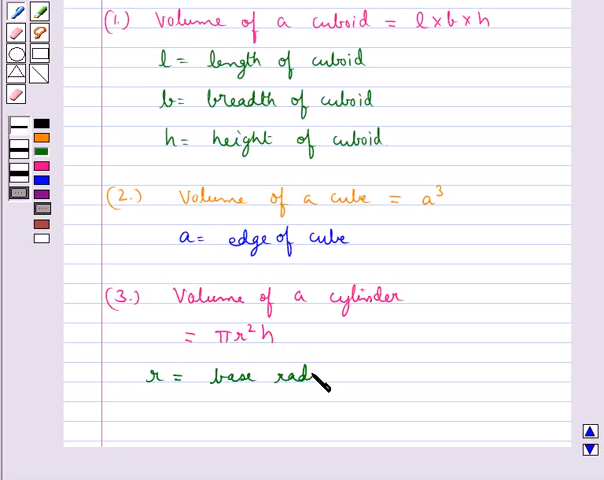 (1.) Volume of a cuboid = l × b × h
l = length of cuboid
b = breadth of cuboid
h = height of cuboid
(2.) Volume of a cube = a³
a = edge of cube
(3.) Volume of a cylinder
= πr²h
r = base rad